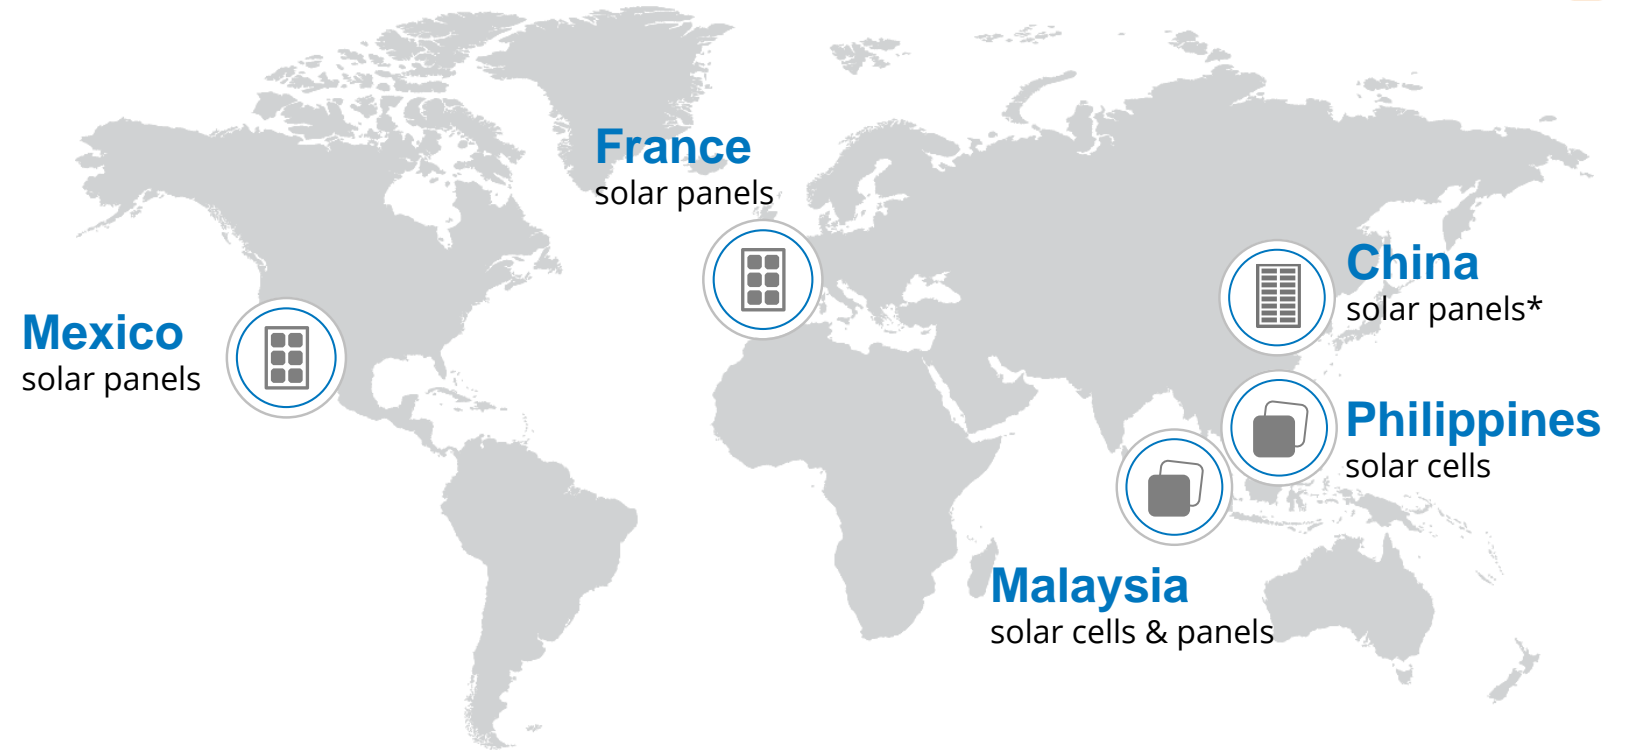 France
solar panels
China
solar panels*
Mexico
solar panels
Philippines
solar cells
Malaysia
solar cells & panels